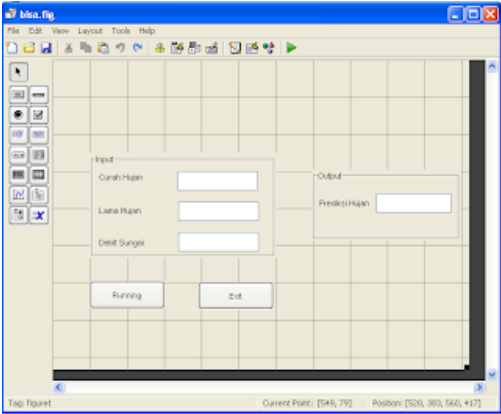 bisa.fig
File Edit View Layout Tools Help
Input
Curah Hujan
Lama Hujan
Debit Sungai
Output
Prediksi Hujan
Running
Exit
Tag: figure1
Current Point: [549, 79]
Position: [520, 383, 560, 417]